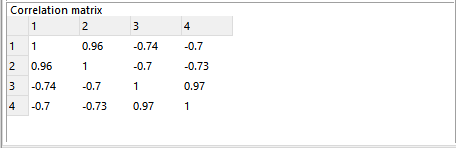 Correlation matrix
1 2 3 4
1 1 0.96 -0.74 -0.7
2 0.96 1 -0.7 -0.73
3 -0.74 -0.7 1 0.97
4 -0.7 -0.73 0.97 1